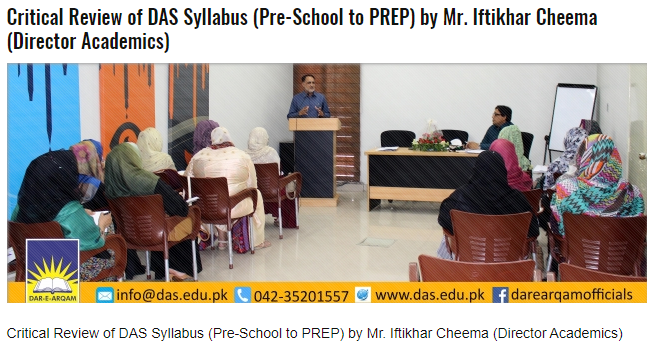 Critical Review of DAS Syllabus (Pre-School to PREP) by Mr. Iftikhar Cheema
(Director Academics)
DAR-E-ARQAM
info@das.edu.pk 042-35201557 www.das.edu.pk darearqamofficials
Critical Review of DAS Syllabus (Pre-School to PREP) by Mr. Iftikhar Cheema (Director Academics)